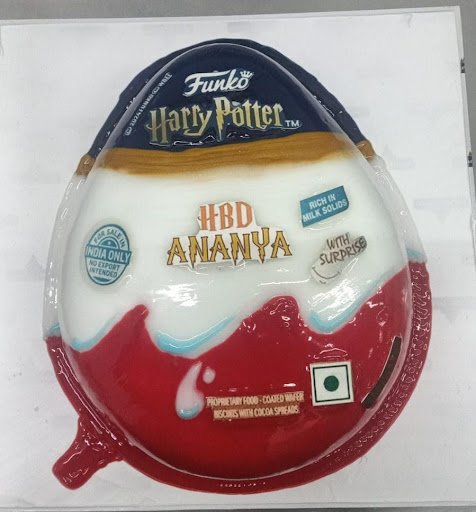 Funko
Harry Potter™
HBD
ANANYA
RICH IN
MILK SOLIDS
FOR SALE IN
INDIA ONLY
NO EXPORT
INTENDED
WITH
SURPRISE
PROPRIETARY FOOD - COATED WAFER
BISCUITS WITH COCOA SPREADS